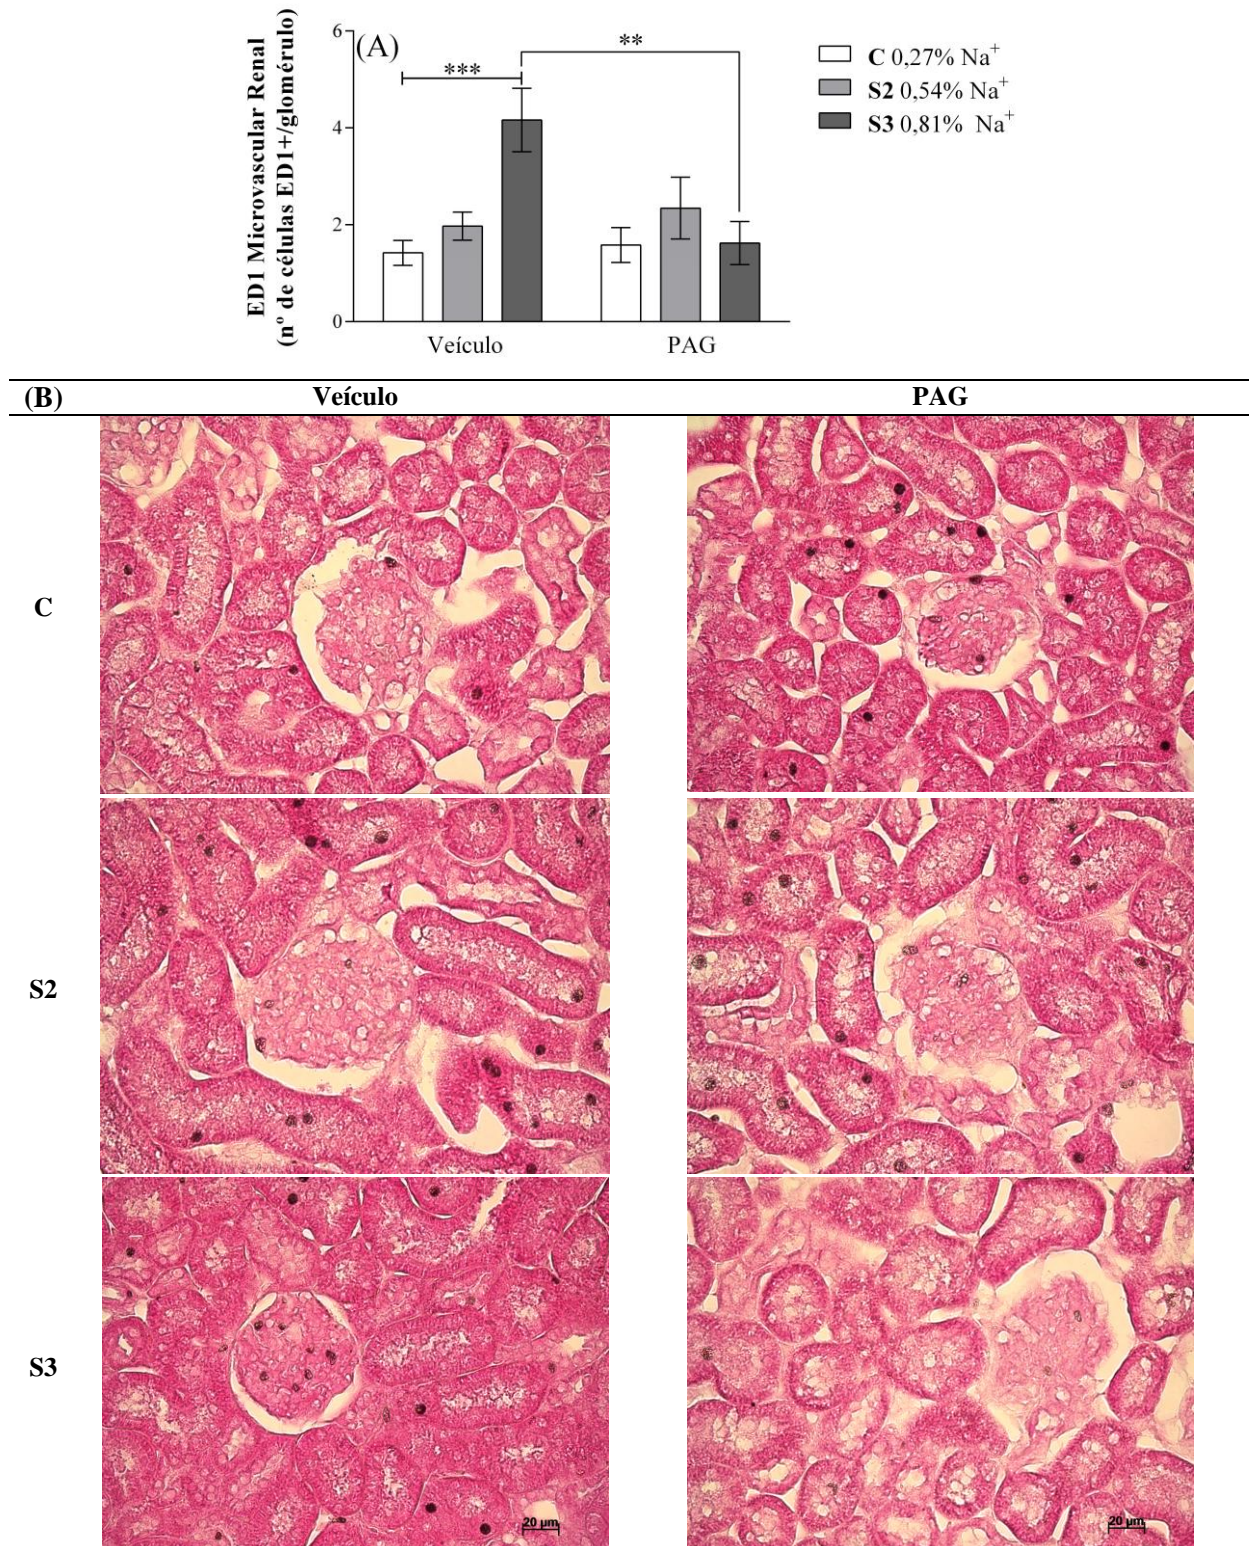 ED1 Microvascular Renal
(nº de células ED1+/glomérulo)
(A)
6
4
2
0
***
**
Veículo
PAG
C 0,27% Na+
S2 0,54% Na+
S3 0,81% Na+
(B)
Veículo
PAG
C
S2
S3
20 µm
20 µm